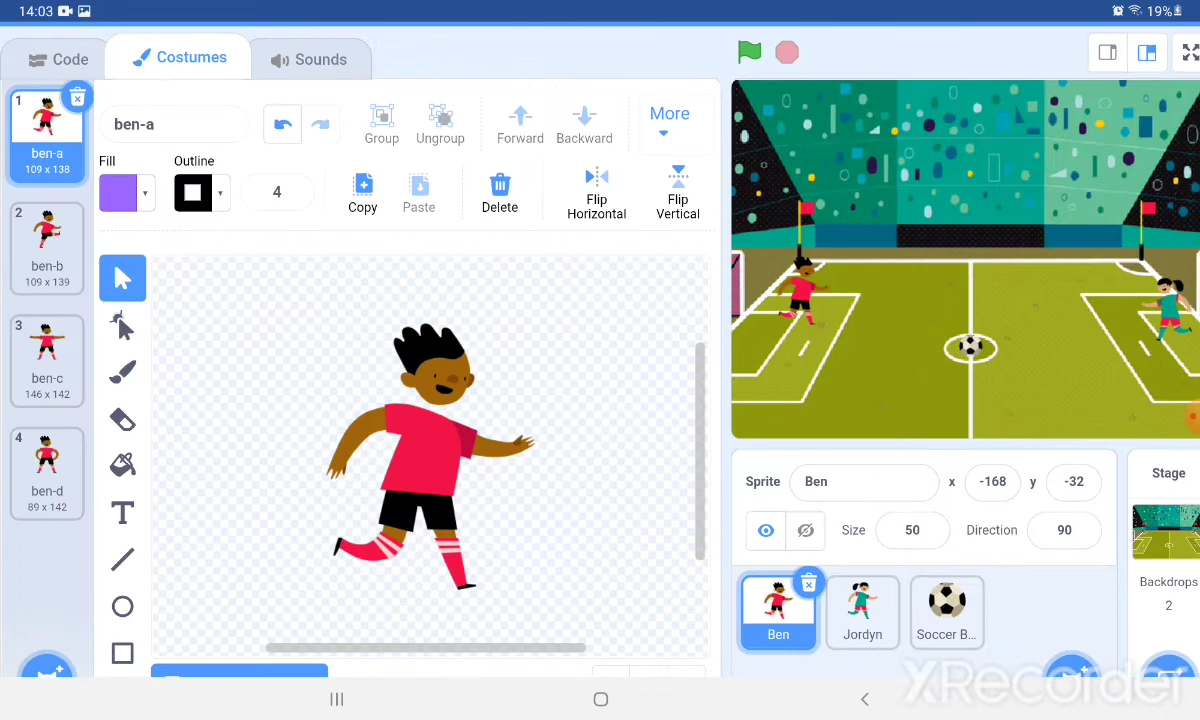 14:03
19%
Code
Costumes
Sounds
1
ben-a
109 x 138
2
ben-b
109 x 139
3
ben-c
146 x 142
4
ben-d
89 x 142
ben-a
Group
Ungroup
Forward
Backward
More
Fill
Outline
4
Copy
Paste
Delete
Flip
Horizontal
Flip
Vertical
T
Sprite
Ben
x
-168
y
-32
Size
50
Direction
90
Ben
Jordyn
Soccer B...
Stage
Backdrops
2
XRecorder